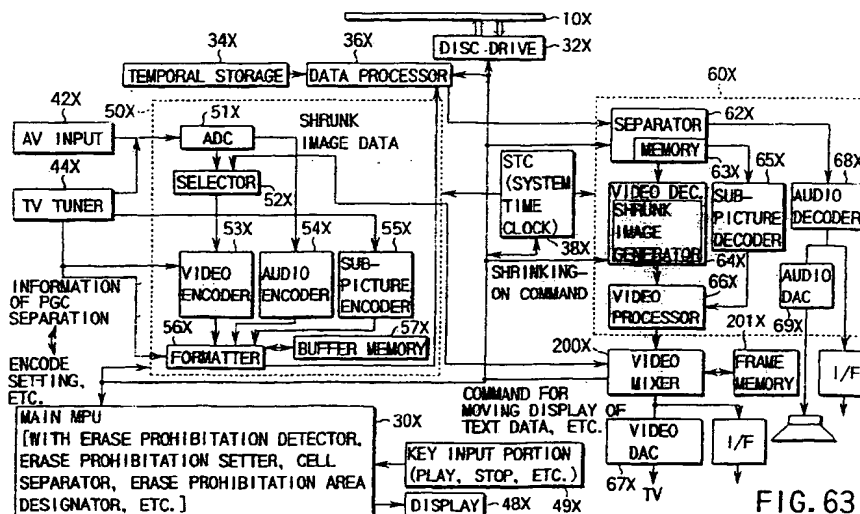 10X
34X
36X
DISC-DRIVE
32X
TEMPORAL STORAGE
DATA PROCESSOR
60X
42X
50X
51X
SHRUNK
IMAGE DATA
AV INPUT
ADC
44X
SELECTOR
52X
TV TUNER
SEPARATOR
62X
MEMORY
63X
65X
68X
STC
(SYSTEM
TIME
CLOCK)
38X
VIDEO DEC.
SHRUNK
IMAGE
GENERATOR
64X
SUB-
PICTURE
DECODER
AUDIO
DECODER
53X
54X
55X
VIDEO
ENCODER
AUDIO
ENCODER
SUB-
PICTURE
ENCODER
SHRINKING-
ON COMMAND
66X
AUDIO
DAC
69X
INFORMATION
OF PGC
SEPARATION
VIDEO
PROCESSOR
56X
57X
FORMATTER
BUFFER MEMORY
200X
201X
ENCODE
SETTING,
ETC.
VIDEO
MIXER
FRAME
MEMORY
I/F
MAIN MPU
30X
[WITH ERASE PROHIBITION DETECTOR,
ERASE PROHIBITION SETTER, CELL
SEPARATOR, ERASE PROHIBITION AREA
DESIGNATOR, ETC.]
COMMAND FOR
MOVING DISPLAY OF
TEXT DATA, ETC.
KEY INPUT PORTION
(PLAY, STOP, ETC.)
49X
DISPLAY
48X
VIDEO
DAC
67X
TV
I/F
FIG. 63